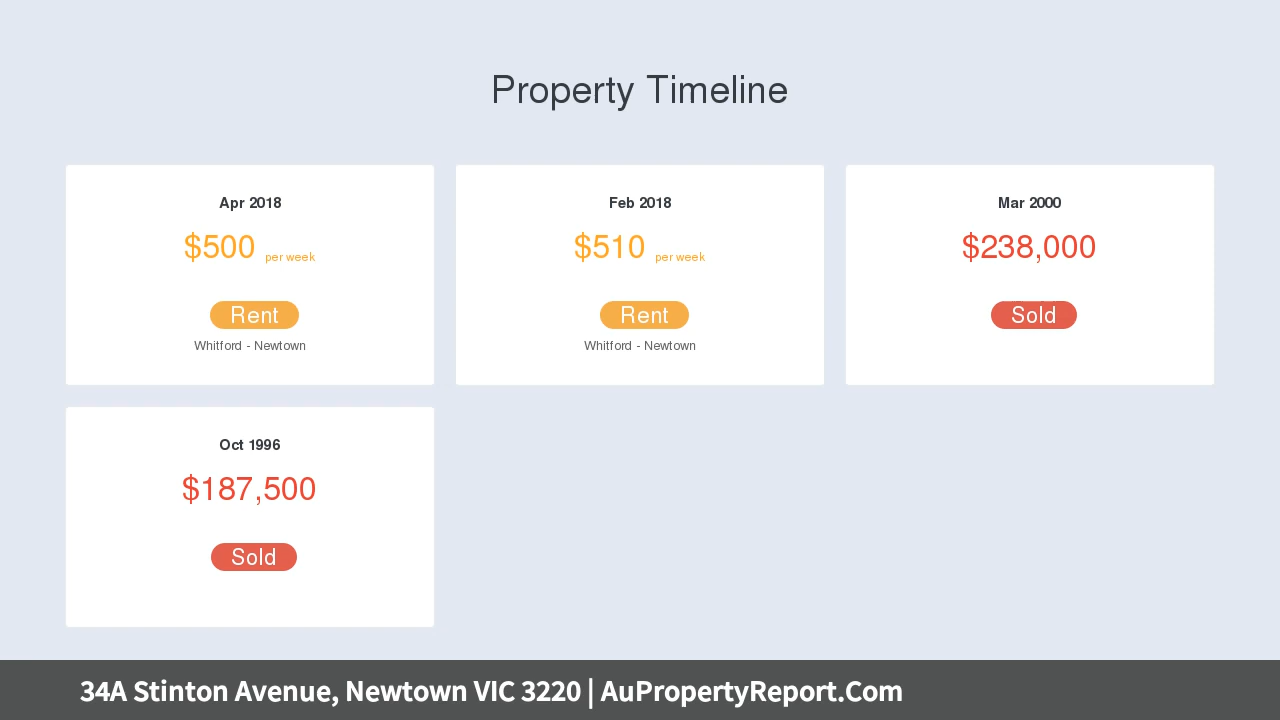 Property Timeline
Apr 2018
$500 per week
Rent
Whitford - Newtown
Feb 2018
$510 per week
Rent
Whitford - Newtown
Mar 2000
$238,000
Sold
Oct 1996
$187,500
Sold
34A Stinton Avenue, Newtown VIC 3220 | AuPropertyReport.Com